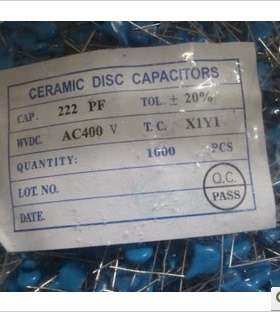 CERAMIC DISC CAPACITORS
CAP. 222 PF TOL. ± 20%
WVDC. AC400 V T. C. X1Y1
QUANTITY: 1000 PCS
LOT. NO.
Q.C.
PASS
DATE.